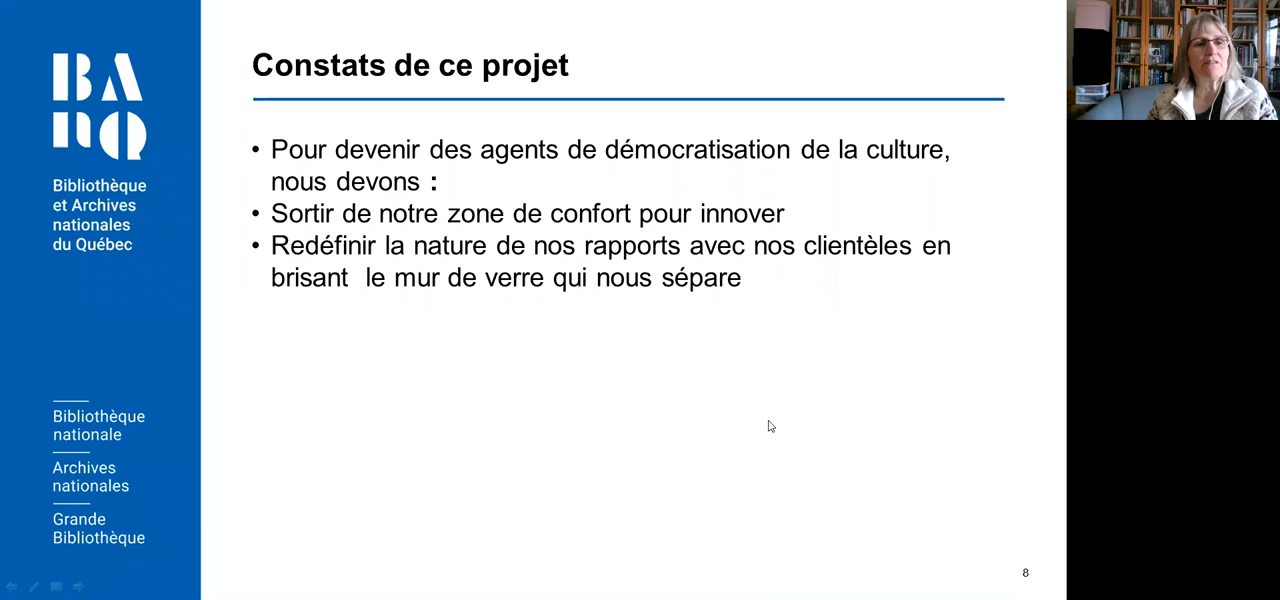 BAnQ
Bibliothèque
et Archives
nationales
du Québec
Bibliothèque
nationale
Archives
nationales
Grande
Bibliothèque
Constats de ce projet
• Pour devenir des agents de démocratisation de la culture,
nous devons :
• Sortir de notre zone de confort pour innover
• Redéfinir la nature de nos rapports avec nos clientèles en
brisant  le mur de verre qui nous sépare
8